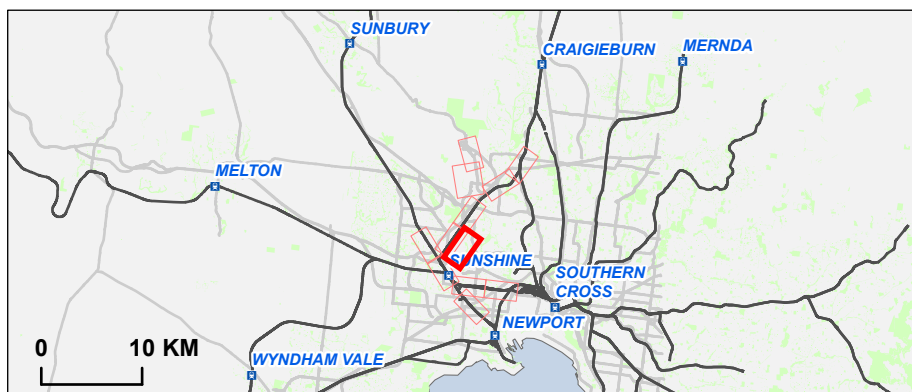 SUNBURY
CRAIGIEBURN
MERNDA
MELTON
SUNSHINE
SOUTHERN
CROSS
NEWPORT
0 10 KM
WYNDHAM VALE